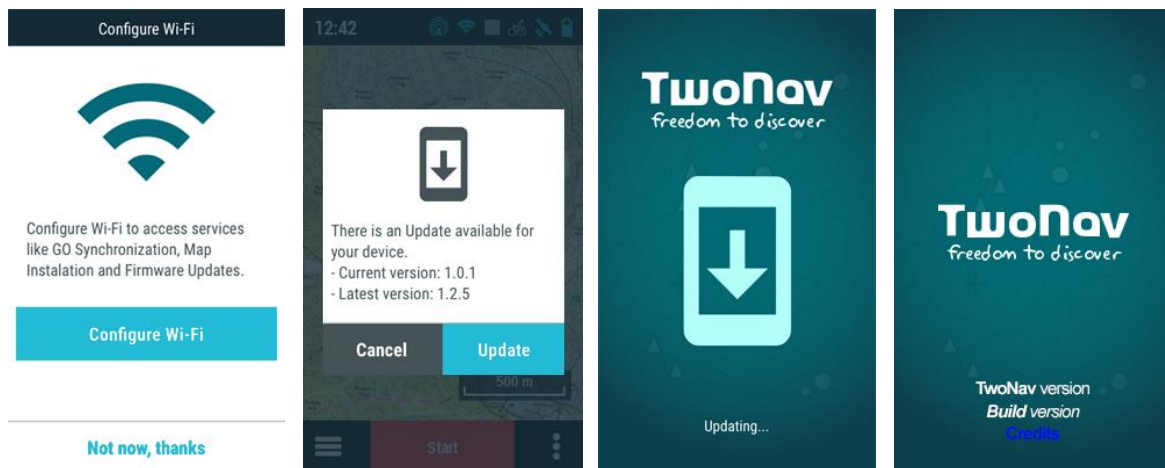 Configure Wi-Fi
Configure Wi-Fi to access services
like GO Synchronization, Map
Instalation and Firmware Updates.
Configure Wi-Fi
Not now, thanks
12:42
There is an Update available for
your device.
- Current version: 1.0.1
- Latest version: 1.2.5
Cancel
Update
500 m
Start
TwoNav
freedom to discover
Updating...
TwoNav
freedom to discover
TwoNav version
Build version
Credits